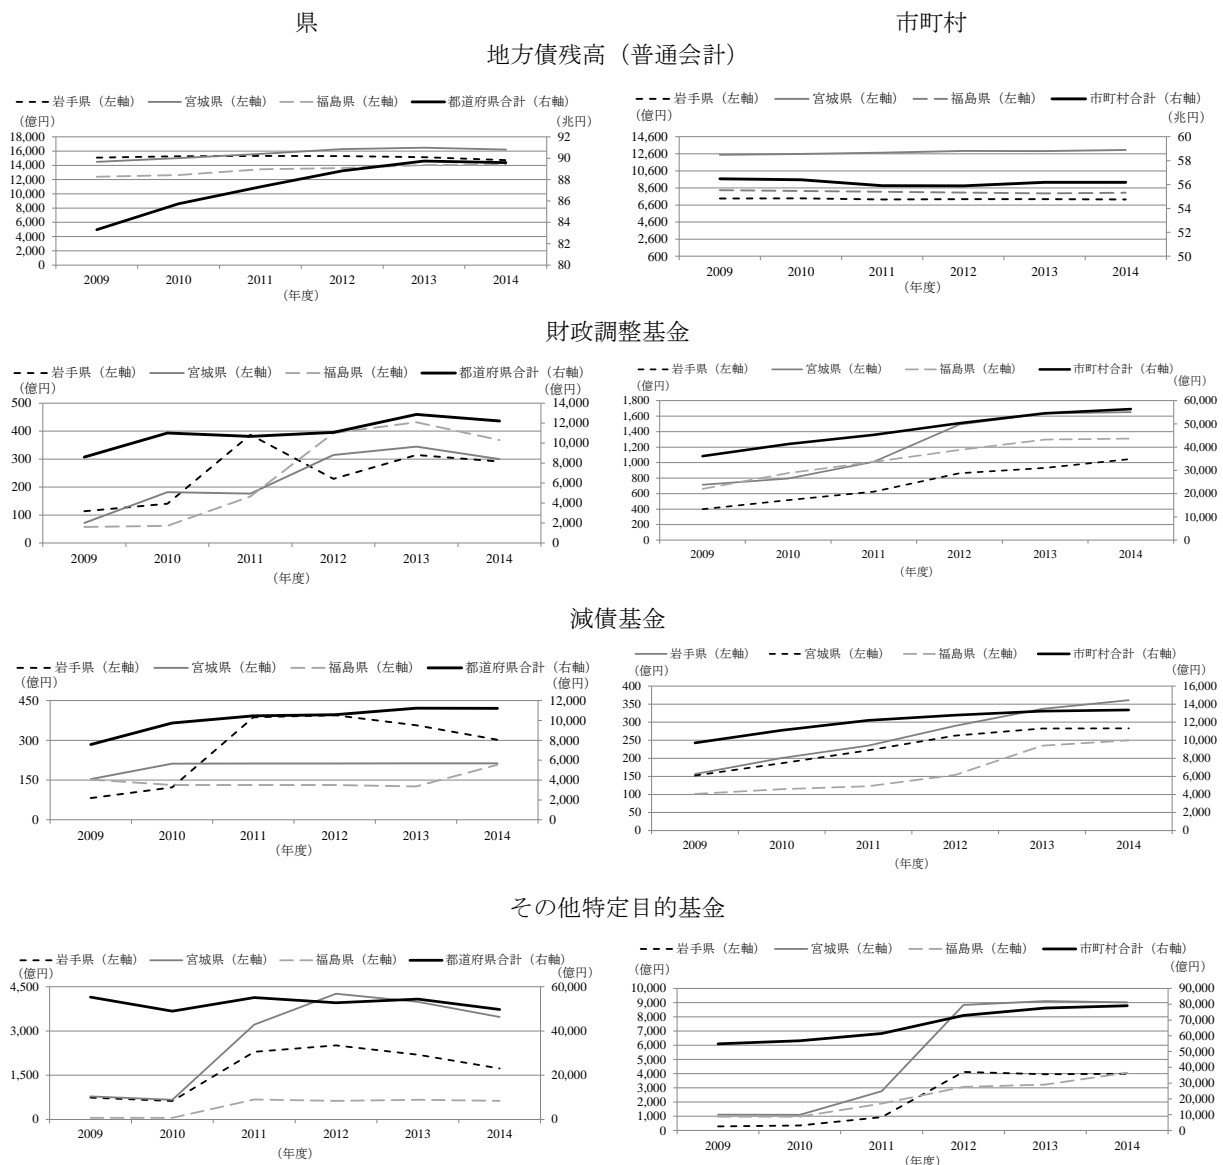 県
市町村
地方債残高（普通会計）
岩手県（左軸） 宮城県（左軸） 福島県（左軸） 都道府県合計（右軸）
（億円） （兆円）
18,000 92
16,000 90
14,000
12,000 88
10,000 86
8,000
6,000 84
4,000 82
2,000
0 80
2009 2010 2011 2012 2013 2014
（年度）
岩手県（左軸） 宮城県（左軸） 福島県（左軸） 市町村合計（右軸）
（億円） （兆円）
14,600 60
12,600 58
10,600
8,600 56
6,600 54
4,600
2,600 52
600 50
2009 2010 2011 2012 2013 2014
（年度）
財政調整基金
岩手県（左軸） 宮城県（左軸） 福島県（左軸） 都道府県合計（右軸）
（億円） （億円）
500 14,000
400 12,000
10,000
300 8,000
200 6,000
100 4,000
2,000
0 0
2009 2010 2011 2012 2013 2014
（年度）
岩手県（左軸） 宮城県（左軸） 福島県（左軸） 市町村合計（右軸）
（億円） （億円）
1,800 60,000
1,600 50,000
1,400
1,200 40,000
1,000 30,000
800
600 20,000
400 10,000
200
0 0
2009 2010 2011 2012 2013 2014
（年度）
減債基金
岩手県（左軸） 宮城県（左軸） 福島県（左軸） 都道府県合計（右軸）
（億円） （億円）
450 12,000
10,000
300 8,000
6,000
150 4,000
2,000
0 0
2009 2010 2011 2012 2013 2014
（年度）
岩手県（左軸） 宮城県（左軸） 福島県（左軸） 市町村合計（右軸）
（億円） （億円）
400 16,000
350 14,000
300 12,000
250 10,000
200 8,000
150 6,000
100 4,000
50 2,000
0 0
2009 2010 2011 2012 2013 2014
（年度）
その他特定目的基金
岩手県（左軸） 宮城県（左軸） 福島県（左軸） 都道府県合計（右軸）
（億円） （億円）
4,500 60,000
3,000 40,000
1,500 20,000
0 0
2009 2010 2011 2012 2013 2014
（年度）
岩手県（左軸） 宮城県（左軸） 福島県（左軸） 市町村合計（右軸）
（億円） （億円）
10,000 90,000
9,000 80,000
8,000 70,000
7,000 60,000
6,000 50,000
5,000
4,000 40,000
3,000 30,000
2,000 20,000
1,000 10,000
0 0
2009 2010 2011 2012 2013 2014
（年度）